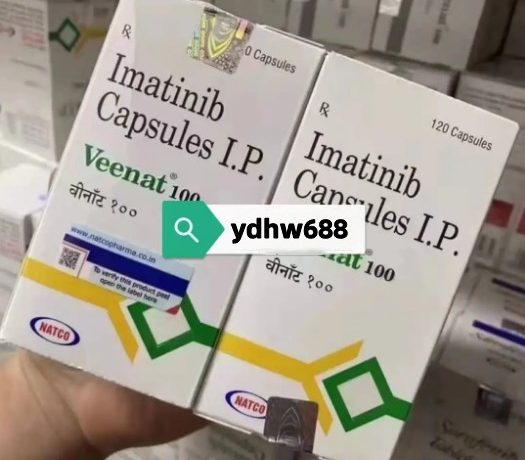 ℞
0 Capsules
Imatinib
Capsules I.P.
Veenat® 100
वीनॉट १००
www.natcopharma.co.in
To verify this product peel
open the label here
NATCO
℞
120 Capsules
Imatinib
Capsules I.P.
nat 100
वीनॉट १००
NATCO
ydhw688